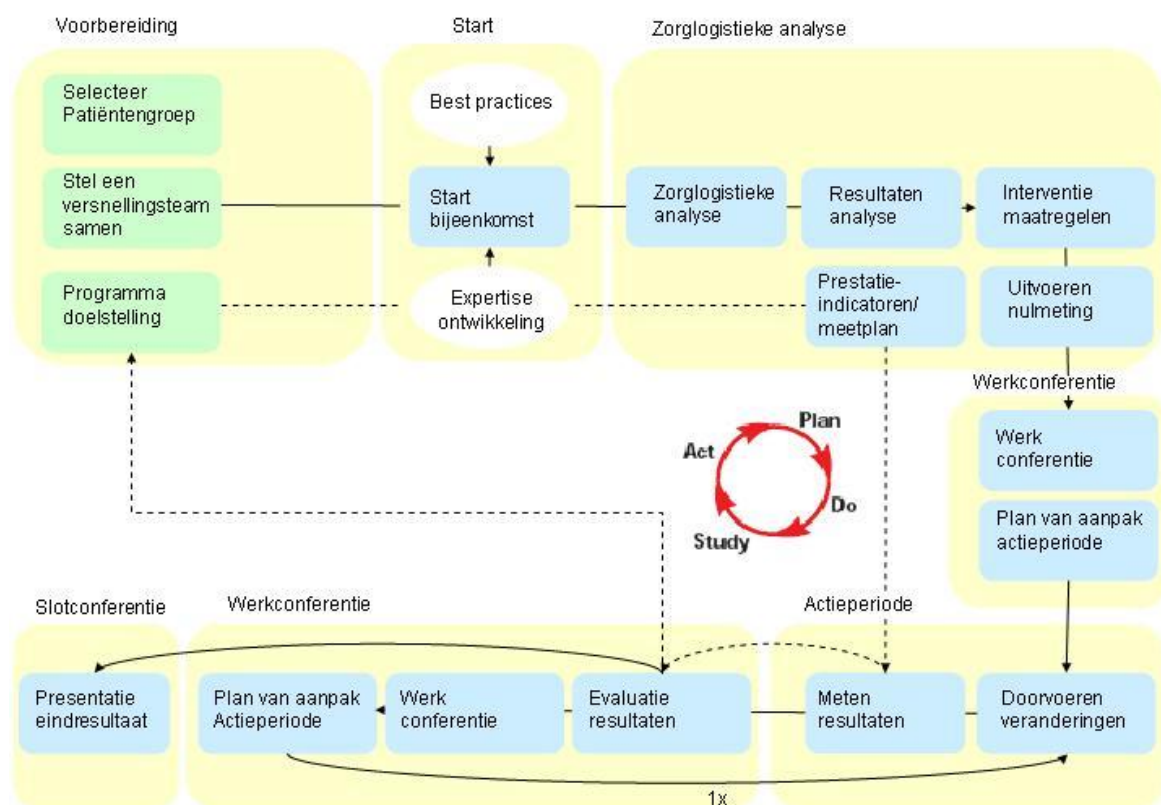 Voorbereiding
Selecteer
Patiëntengroep
Stel een
versnellingsteam
samen
Programma
doelstelling
Start
Best practices
Start
bijeenkomst
Expertise
ontwikkeling
Zorglogistieke analyse
Zorglogistieke
analyse
Resultaten
analyse
Interventie
maatregelen
Prestatie-
indicatoren/
meetplan
Uitvoeren
nulmeting
Werkconferentie
Werk
conferentie
Plan van aanpak
actieperiode
Plan
Act
Do
Study
Slotconferentie
Presentatie
eindresultaat
Werkconferentie
Plan van aanpak
Actieperiode
Werk
conferentie
Evaluatie
resultaten
Actieperiode
Meten
resultaten
Doorvoeren
veranderingen
1x